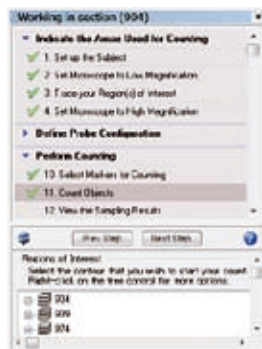 Working in section (904)
Indicate the Areas Used for Counting
1. Set up the Subject
2. Set Microscope to Low Magnification
3. Trace your Region(s) of Interest
4. Set Microscope to High Magnification
Define Probe Configuration
Perform Counting
10. Select Markers for Counting
11. Count Objects
12. View the Sampling Results
Prev Step Next Step
Regions of Interest
Select the contour that you wish to start your count
Right-click on the tree control for more options.
934
939
974